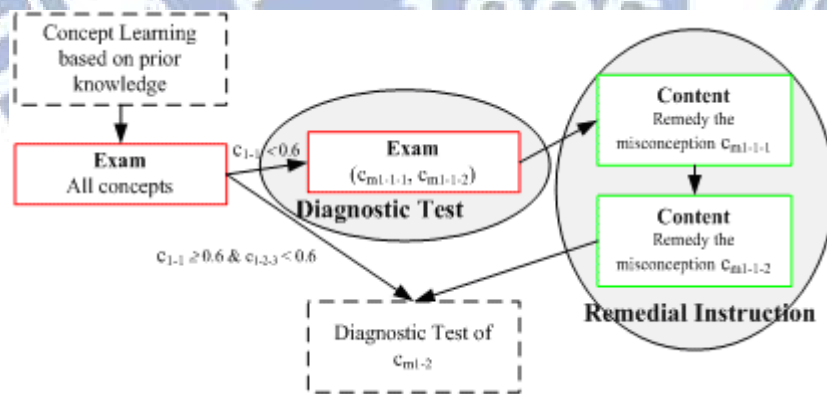 Concept Learning
based on prior
knowledge
Exam
All concepts
c1-1 < 0.6
Exam
(cm1-1-1, cm1-1-2)
Diagnostic Test
Content
Remedy the
misconception cm1-1-1
Content
Remedy the
misconception cm1-1-2
Remedial Instruction
c1-1 ≥ 0.6 & c1-2-3 < 0.6
Diagnostic Test of
cm1-2